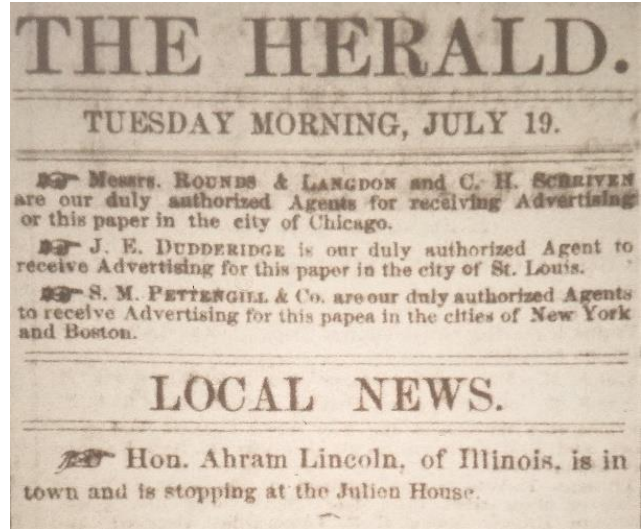 THE HERALD.
TUESDAY MORNING, JULY 19.
☞ Messrs. ROUNDS & LANGDON and C. H. SCRIVEN
are our duly authorized Agents for receiving Advertising
or this paper in the city of Chicago.
☞ J. E. DUDDERIDGE is our duly authorized Agent to
receive Advertising for this paper in the city of St. Louis.
☞ S. M. PETTENGILL & Co. are our duly authorized Agents
to receive Advertising for this papea in the cities of New York
and Boston.
LOCAL NEWS.
☞ Hon. Abram Lincoln, of Illinois, is in
town and is stopping at the Julien House.